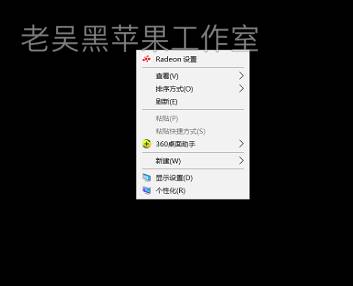 老吴黑苹果工作室
Radeon 设置
查看(V)
排序方式(O)
刷新(E)
粘贴(P)
粘贴快捷方式(S)
360桌面助手
新建(W)
显示设置(D)
个性化(R)